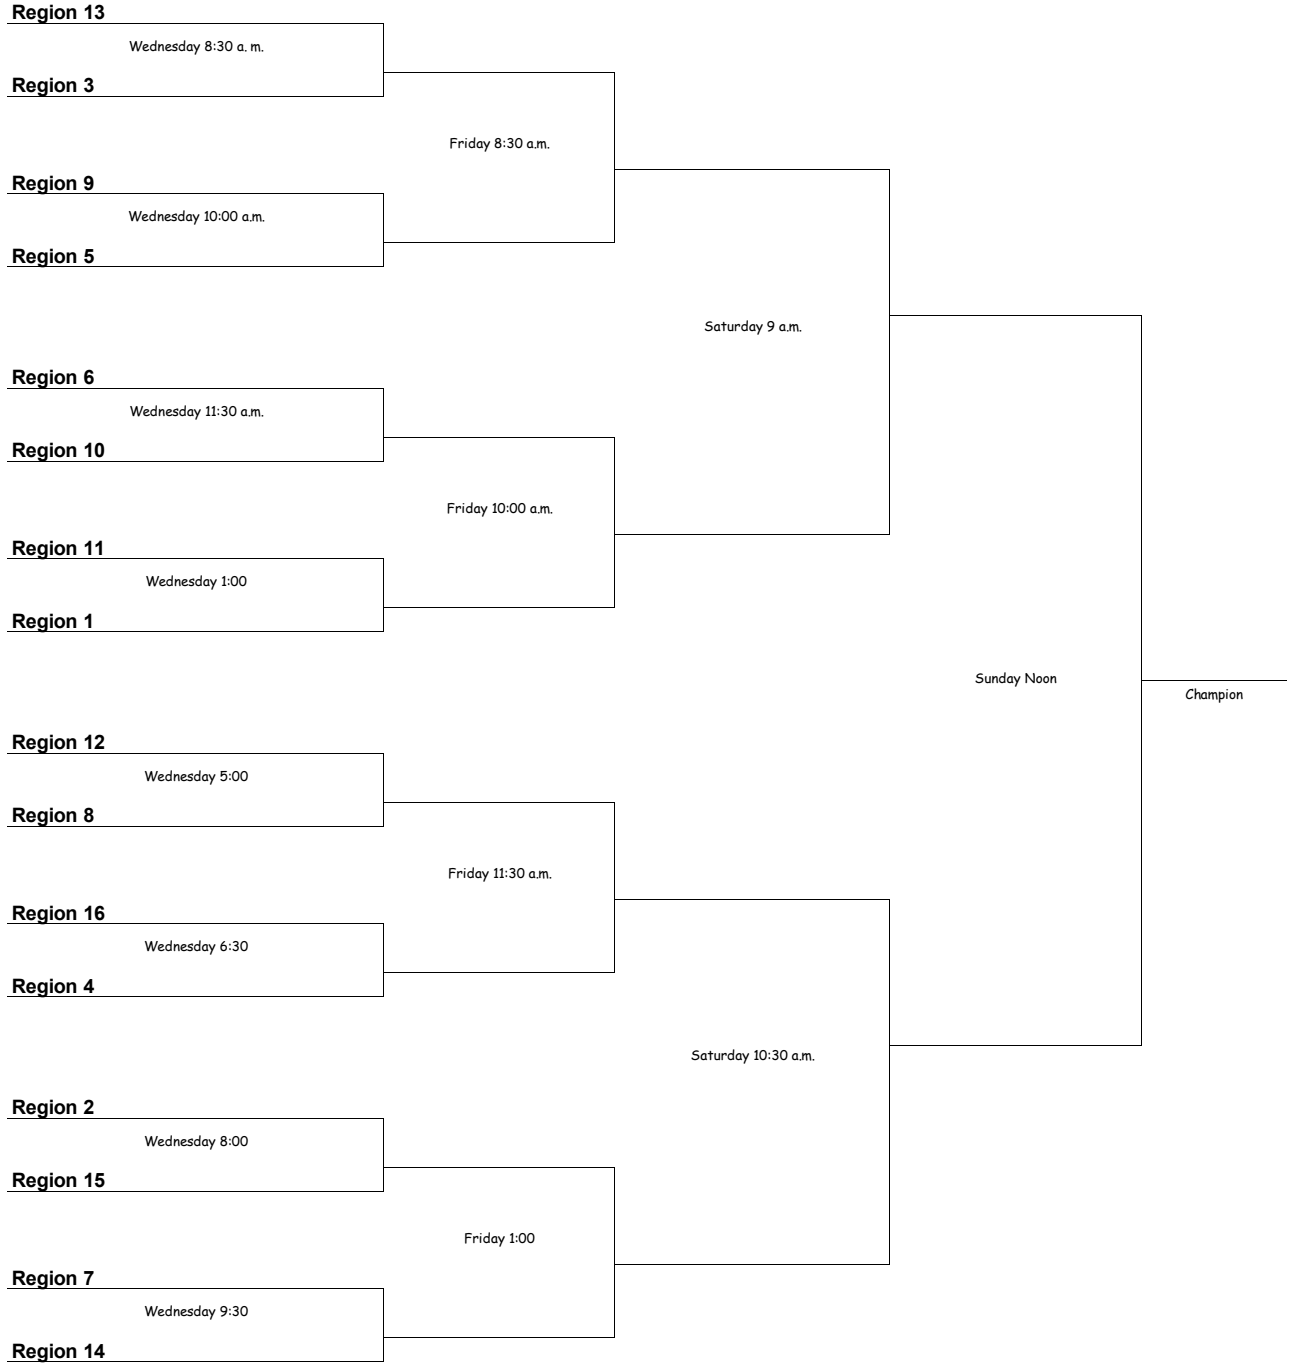 Region 13
Wednesday 8:30 a. m.
Region 3
Friday 8:30 a.m.
Region 9
Wednesday 10:00 a.m.
Region 5
Saturday 9 a.m.
Region 6
Wednesday 11:30 a.m.
Region 10
Friday 10:00 a.m.
Region 11
Wednesday 1:00
Region 1
Sunday Noon
Champion
Region 12
Wednesday 5:00
Region 8
Friday 11:30 a.m.
Region 16
Wednesday 6:30
Region 4
Saturday 10:30 a.m.
Region 2
Wednesday 8:00
Region 15
Friday 1:00
Region 7
Wednesday 9:30
Region 14